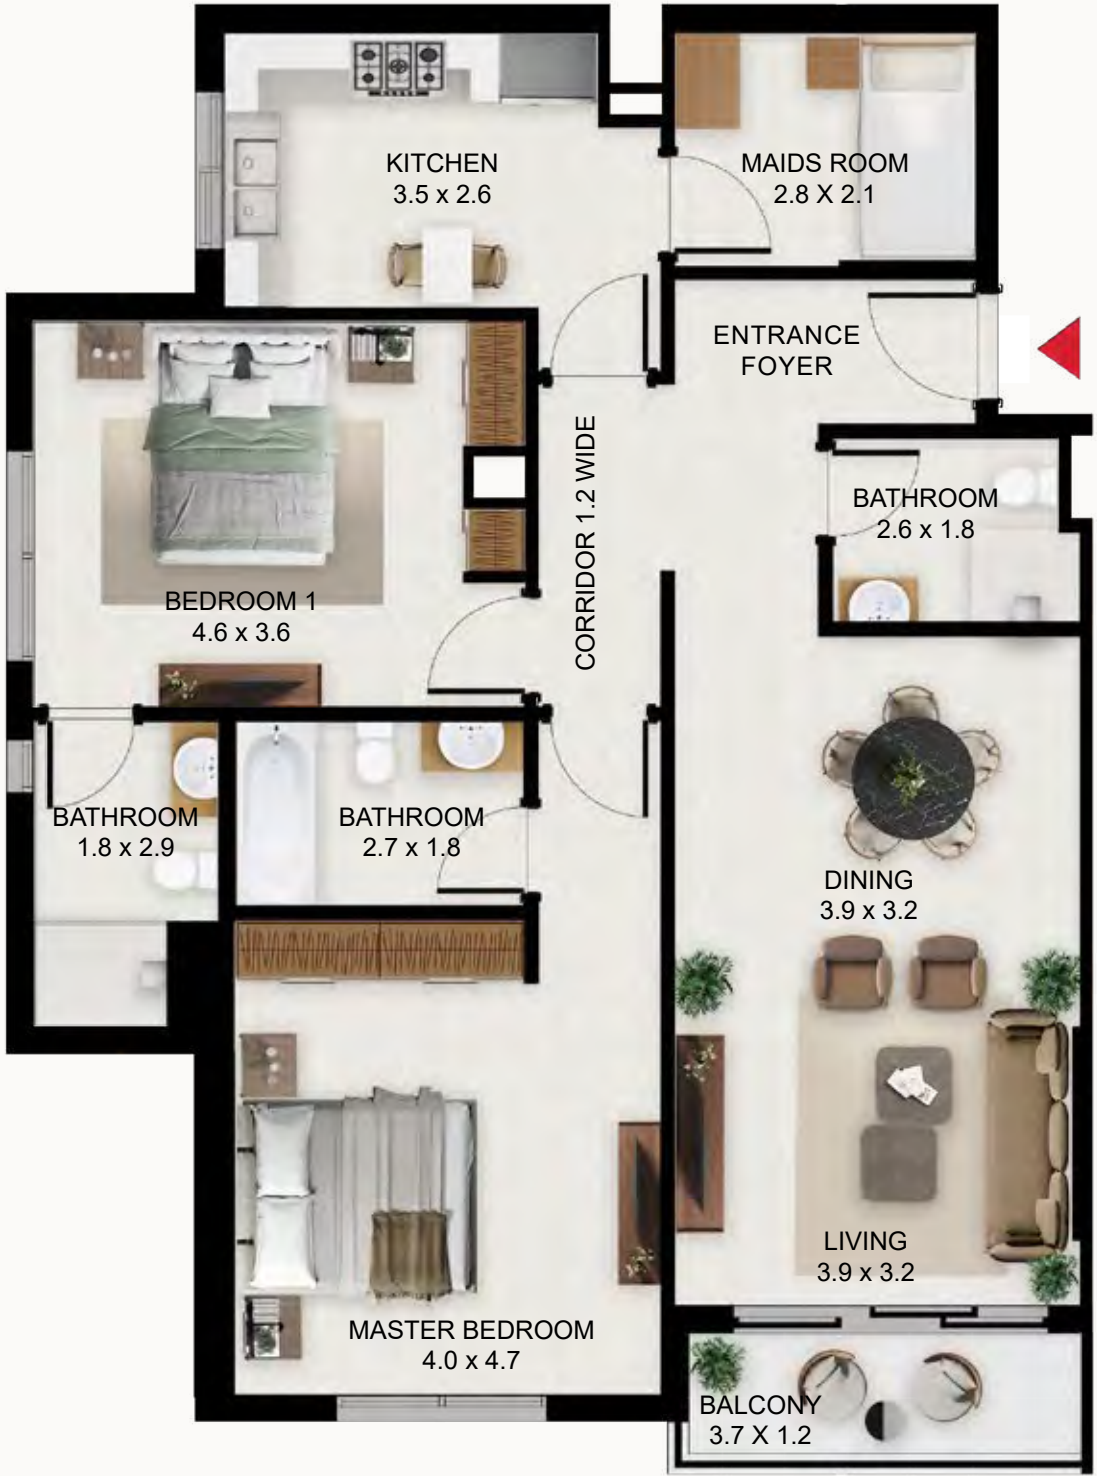 KITCHEN
3.5 x 2.6
MAIDS ROOM
2.8 X 2.1
ENTRANCE
FOYER
CORRIDOR 1.2 WIDE
BATHROOM
2.6 x 1.8
BEDROOM 1
4.6 x 3.6
BATHROOM
1.8 x 2.9
BATHROOM
2.7 x 1.8
DINING
3.9 x 3.2
LIVING
3.9 x 3.2
MASTER BEDROOM
4.0 x 4.7
BALCONY
3.7 X 1.2